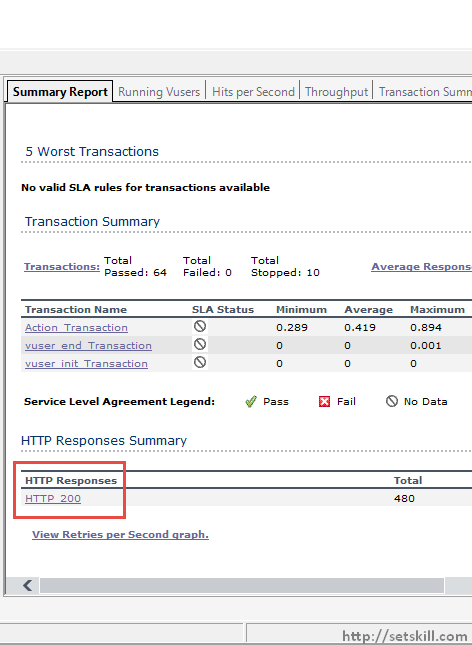 Summary Report Running Vusers Hits per Second Throughput Transaction Summ
5 Worst Transactions
No valid SLA rules for transactions available
Transaction Summary
Transactions: Total Passed: 64 Total Failed: 0 Total Stopped: 10 Average Respons
Transaction Name SLA Status Minimum Average Maximum
Action_Transaction 0.289 0.419 0.894
vuser_end_Transaction 0 0 0.001
vuser_init_Transaction 0 0 0
Service Level Agreement Legend: Pass Fail No Data
HTTP Responses Summary
HTTP Responses Total
HTTP_200 480
View Retries per Second graph.
http://setskill.com